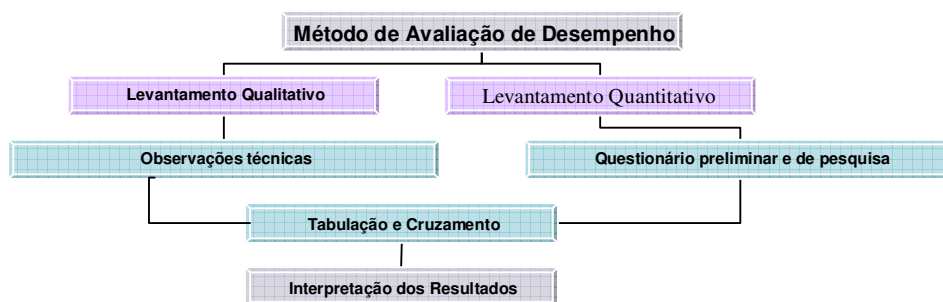 Método de Avaliação de Desempenho
Levantamento Qualitativo
Levantamento Quantitativo
Observações técnicas
Questionário preliminar e de pesquisa
Tabulação e Cruzamento
Interpretação dos Resultados